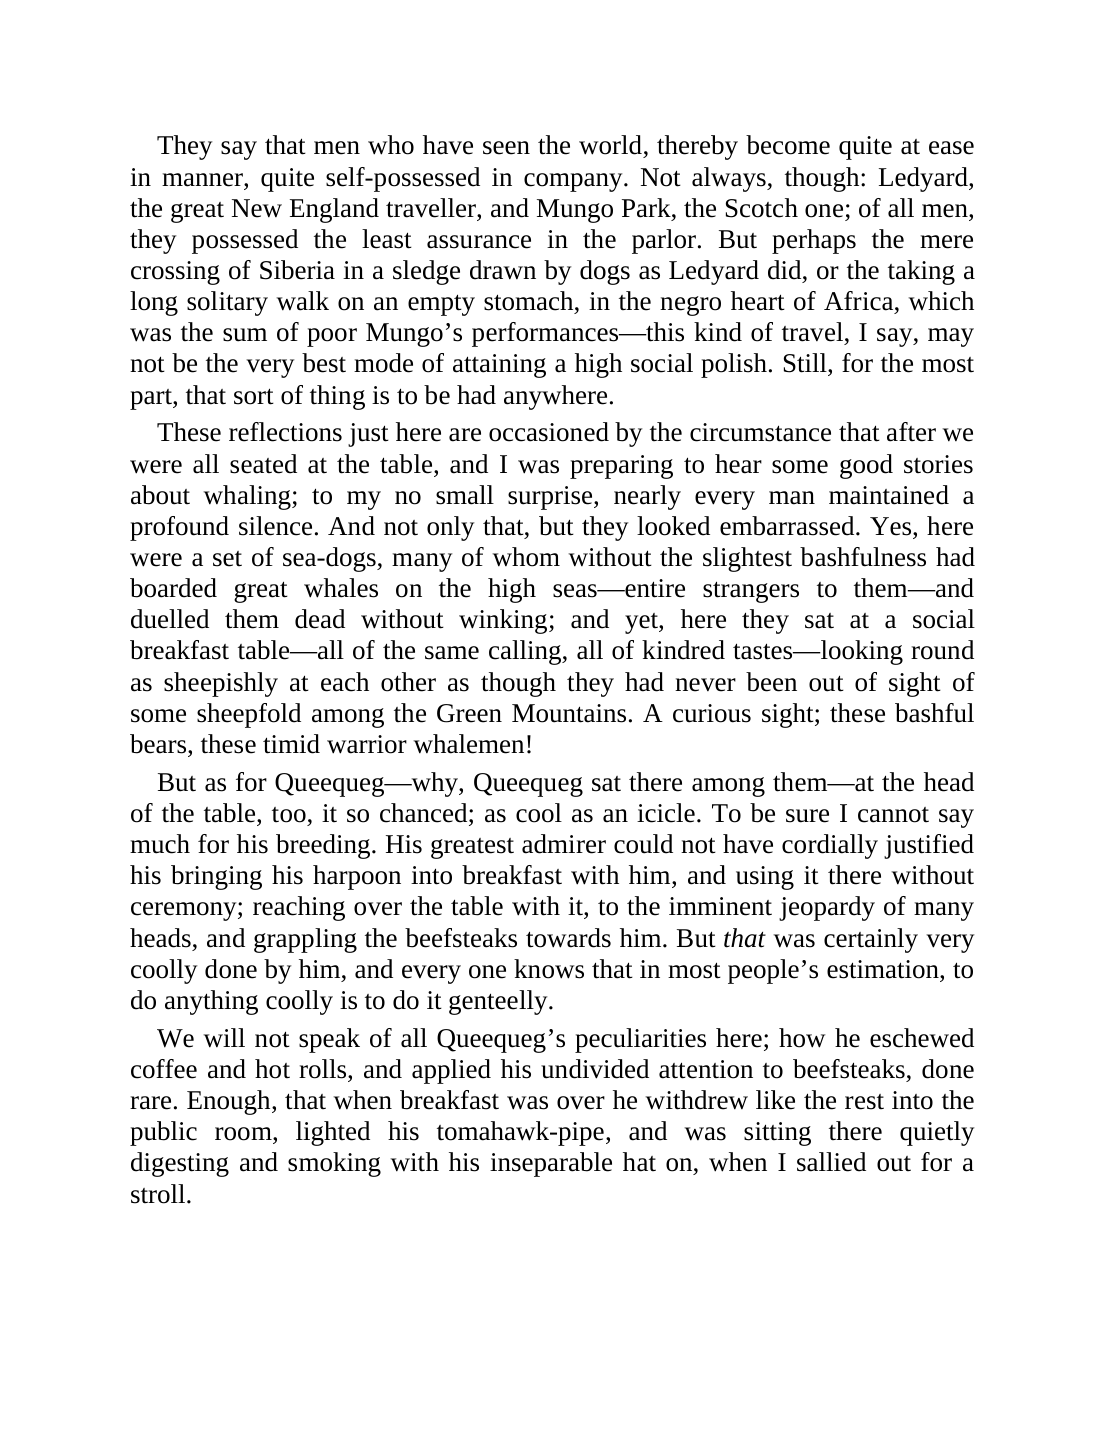 They say that men who have seen the world, thereby become quite at ease
in manner, quite self-possessed in company. Not always, though: Ledyard,
the great New England traveller, and Mungo Park, the Scotch one; of all men,
they possessed the least assurance in the parlor. But perhaps the mere
crossing of Siberia in a sledge drawn by dogs as Ledyard did, or the taking a
long solitary walk on an empty stomach, in the negro heart of Africa, which
was the sum of poor Mungo’s performances—this kind of travel, I say, may
not be the very best mode of attaining a high social polish. Still, for the most
part, that sort of thing is to be had anywhere.
These reflections just here are occasioned by the circumstance that after we
were all seated at the table, and I was preparing to hear some good stories
about whaling; to my no small surprise, nearly every man maintained a
profound silence. And not only that, but they looked embarrassed. Yes, here
were a set of sea-dogs, many of whom without the slightest bashfulness had
boarded great whales on the high seas—entire strangers to them—and
duelled them dead without winking; and yet, here they sat at a social
breakfast table—all of the same calling, all of kindred tastes—looking round
as sheepishly at each other as though they had never been out of sight of
some sheepfold among the Green Mountains. A curious sight; these bashful
bears, these timid warrior whalemen!
But as for Queequeg—why, Queequeg sat there among them—at the head
of the table, too, it so chanced; as cool as an icicle. To be sure I cannot say
much for his breeding. His greatest admirer could not have cordially justified
his bringing his harpoon into breakfast with him, and using it there without
ceremony; reaching over the table with it, to the imminent jeopardy of many
heads, and grappling the beefsteaks towards him. But that was certainly very
coolly done by him, and every one knows that in most people’s estimation, to
do anything coolly is to do it genteelly.
We will not speak of all Queequeg’s peculiarities here; how he eschewed
coffee and hot rolls, and applied his undivided attention to beefsteaks, done
rare. Enough, that when breakfast was over he withdrew like the rest into the
public room, lighted his tomahawk-pipe, and was sitting there quietly
digesting and smoking with his inseparable hat on, when I sallied out for a
stroll.